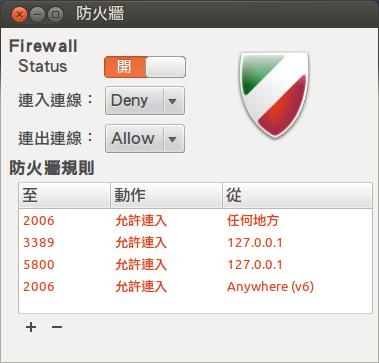 防火牆
Firewall
Status 開
連入連線： Deny
連出連線： Allow
防火牆規則
至 動作 從
2006 允許連入 任何地方
3389 允許連入 127.0.0.1
5800 允許連入 127.0.0.1
2006 允許連入 Anywhere (v6)